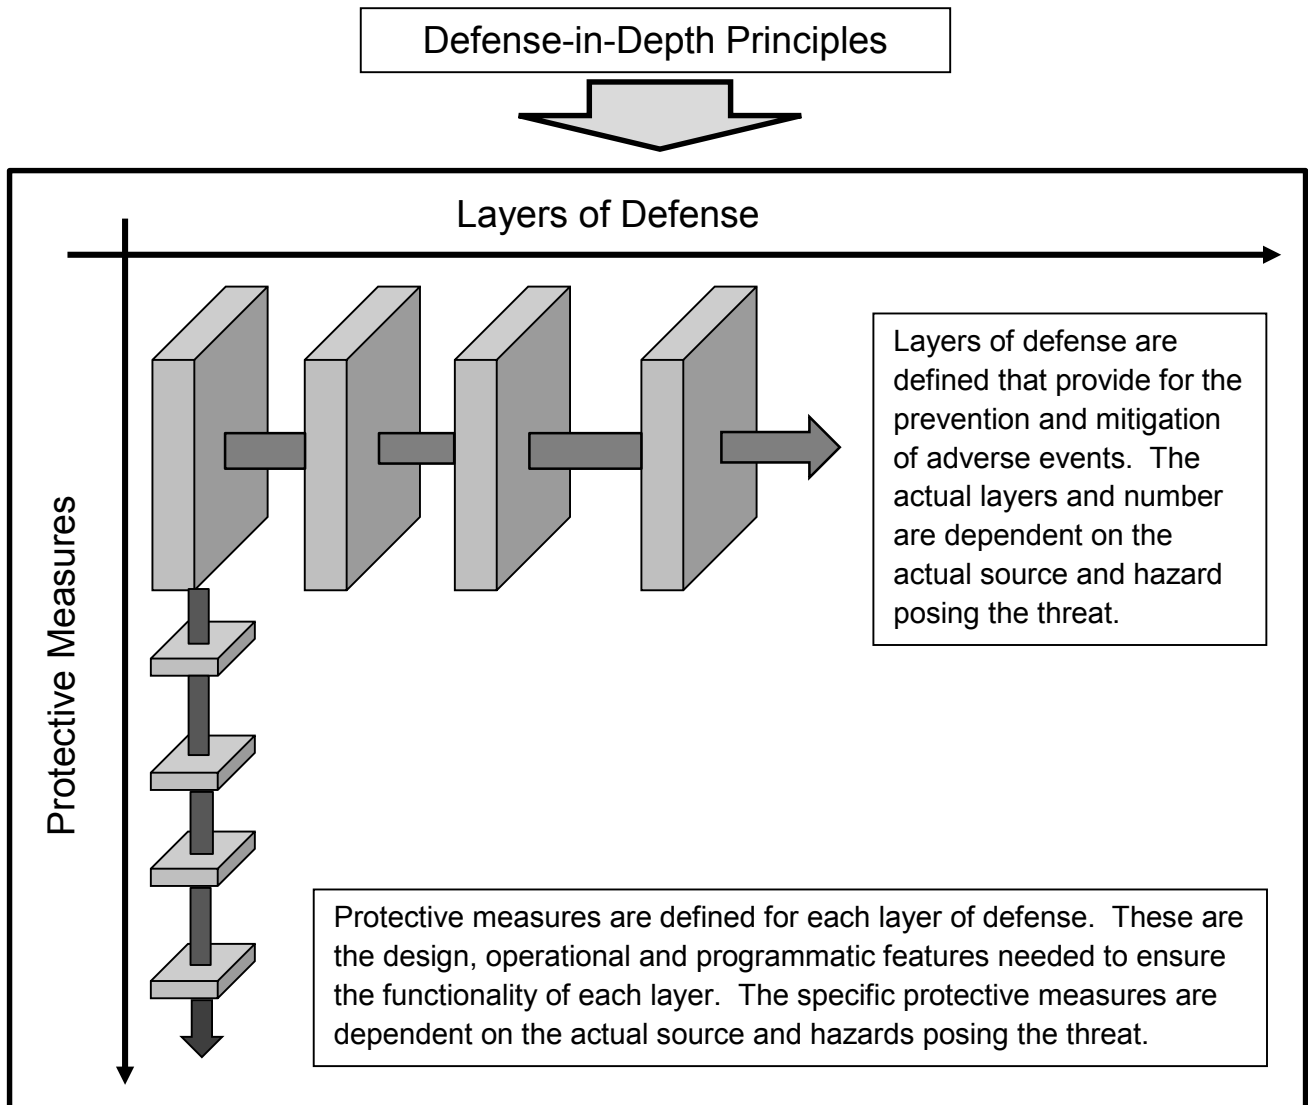 Defense-in-Depth Principles
Layers of Defense
Protective Measures
Layers of defense are
defined that provide for the
prevention and mitigation
of adverse events.  The
actual layers and number
are dependent on the
actual source and hazard
posing the threat.
Protective measures are defined for each layer of defense.  These are
the design, operational and programmatic features needed to ensure
the functionality of each layer.  The specific protective measures are
dependent on the actual source and hazards posing the threat.